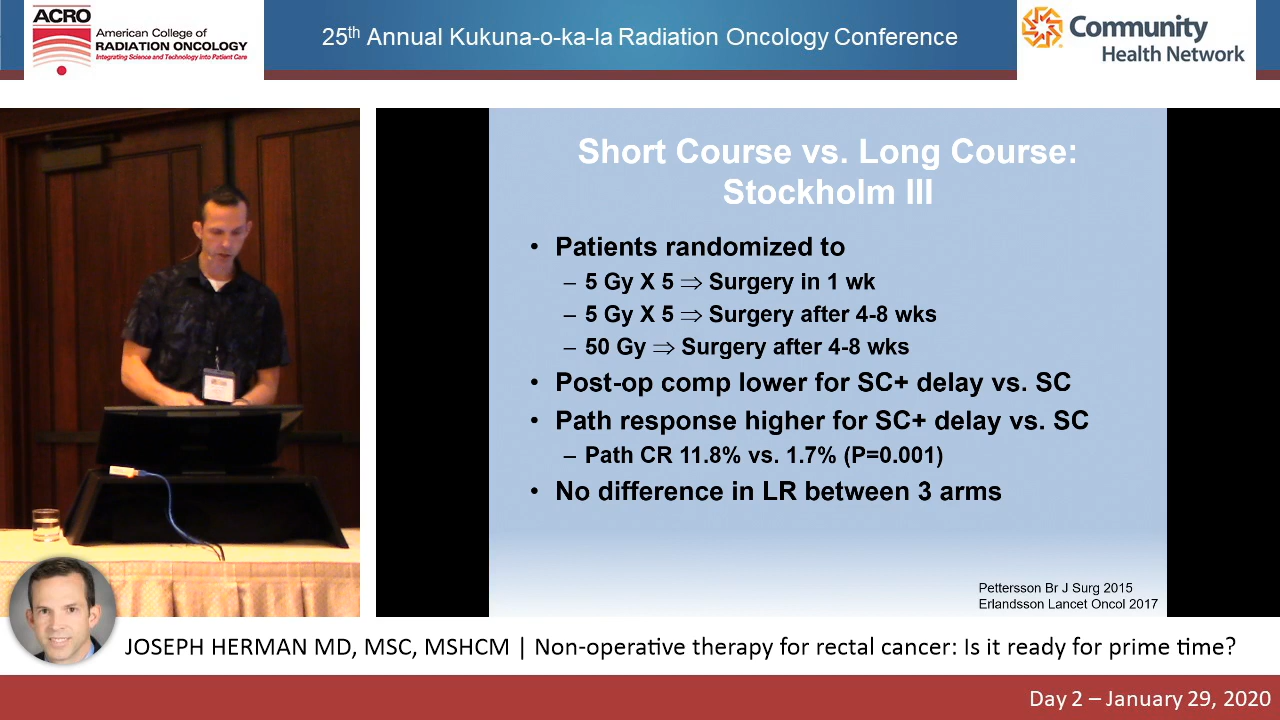 ACRO
American College of
RADIATION ONCOLOGY
Integrating Science and Technology Into Patient Care
25th Annual Kukuna-o-ka-la Radiation Oncology Conference
Community
Health Network
Short Course vs. Long Course:
Stockholm III
• Patients randomized to
– 5 Gy X 5 ⇒ Surgery in 1 wk
– 5 Gy X 5 ⇒ Surgery after 4-8 wks
– 50 Gy ⇒ Surgery after 4-8 wks
• Post-op comp lower for SC+ delay vs. SC
• Path response higher for SC+ delay vs. SC
– Path CR 11.8% vs. 1.7% (P=0.001)
• No difference in LR between 3 arms
Pettersson Br J Surg 2015
Erlandsson Lancet Oncol 2017
JOSEPH HERMAN MD, MSC, MSHCM | Non-operative therapy for rectal cancer: Is it ready for prime time?
Day 2 – January 29, 2020